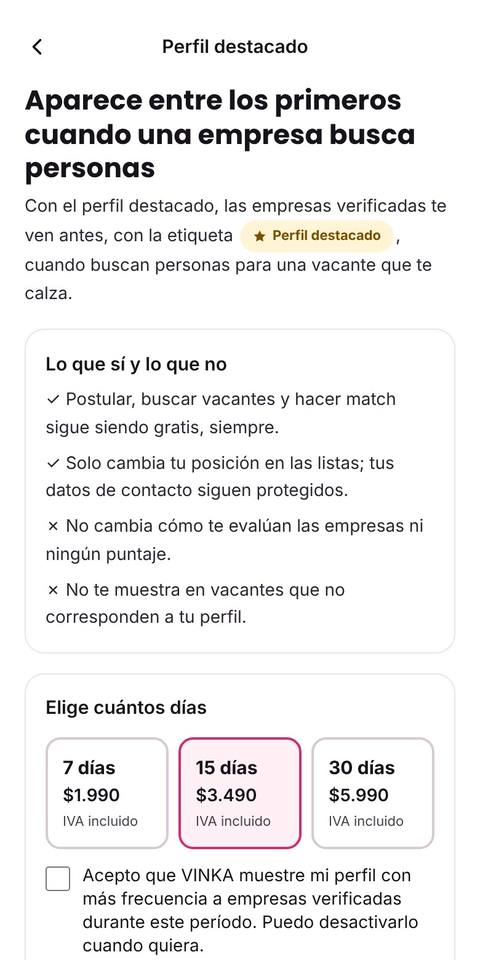 Perfil destacado
Aparece entre los primeros
cuando una empresa busca
personas
Con el perfil destacado, las empresas verificadas te
ven antes, con la etiqueta ★ Perfil destacado ,
cuando buscan personas para una vacante que te
calza.
Lo que sí y lo que no
✓ Postular, buscar vacantes y hacer match
sigue siendo gratis, siempre.
✓ Solo cambia tu posición en las listas; tus
datos de contacto siguen protegidos.
× No cambia cómo te evalúan las empresas ni
ningún puntaje.
× No te muestra en vacantes que no
corresponden a tu perfil.
Elige cuántos días
7 días
$1.990
IVA incluido
15 días
$3.490
IVA incluido
30 días
$5.990
IVA incluido
Acepto que VINKA muestre mi perfil con
más frecuencia a empresas verificadas
durante este período. Puedo desactivarlo
cuando quiera.